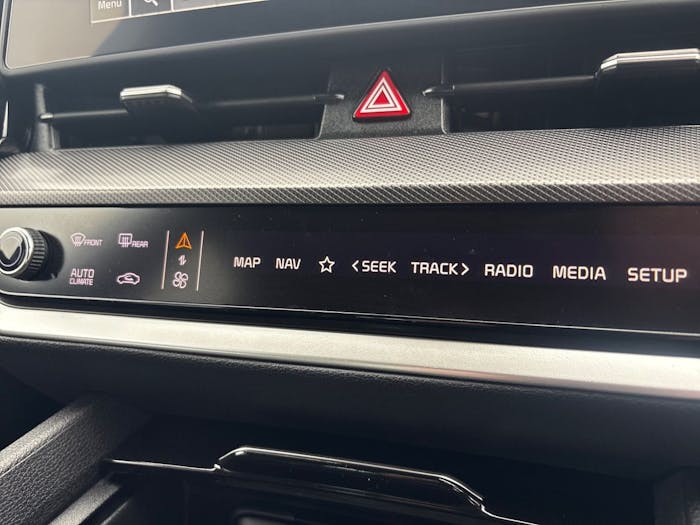 Menu
FRONT
REAR
MAP
NAV
<SEEK
TRACK>
RADIO
MEDIA
SETUP
AUTO
CLIMATE